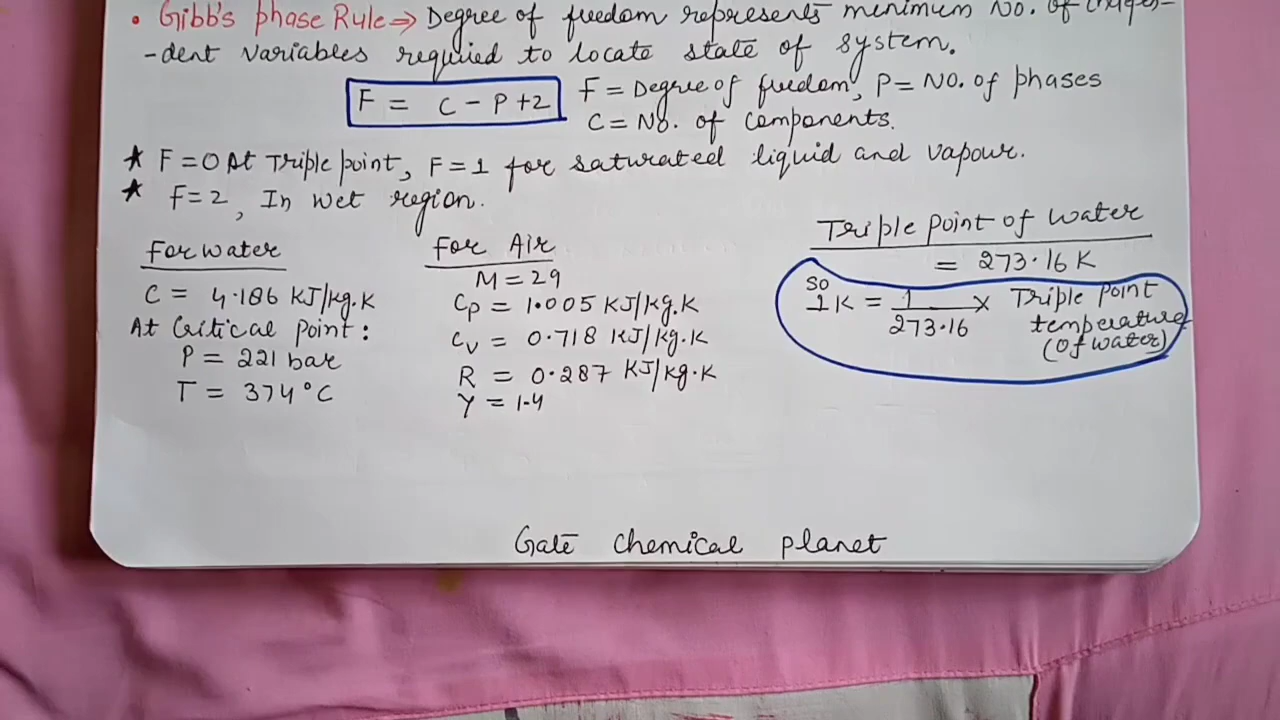 • Gibb's phase Rule ⇒ Degree of freedom represents minimum No. of indepen-
-dent variables required to locate state of system.
F = C - P + 2
F = Degree of freedom, P = No. of phases
C = No. of components.
* F = 0 At Triple point, F = 1 for saturated liquid and vapour.
* F = 2, In wet region.
For water
C = 4.186 KJ/kg.K
At Critical Point:
P = 221 bar
T = 374°C
For Air
M = 29
Cp = 1.005 KJ/kg.K
Cv = 0.718 KJ/kg.K
R = 0.287 KJ/kg.K
γ = 1.4
Triple point of water
= 273.16 K
So
1K = 1/273.16 × Triple Point
temperature
(of water)
Gate chemical planet